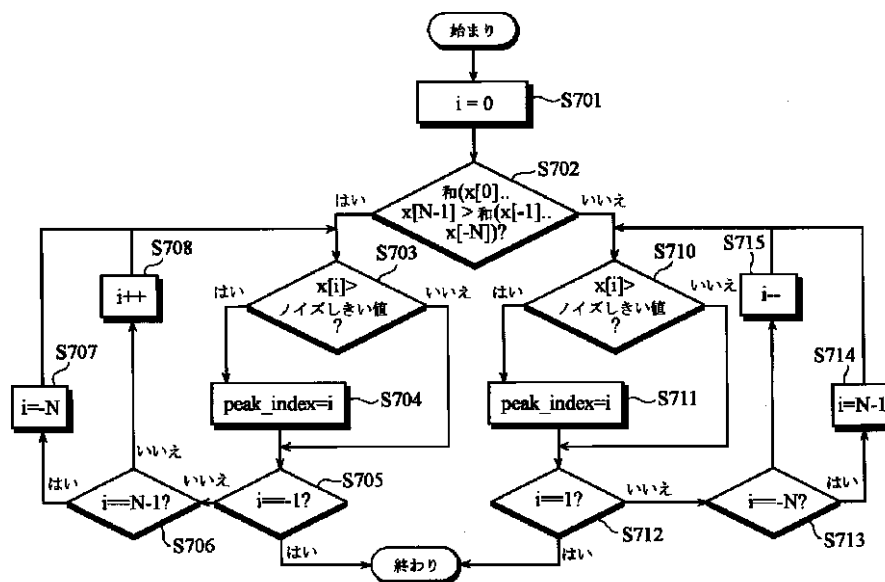 始まり
i = 0
S701
S702
和(x[0]..
x[N-1] > 和(x[-1]..
x[-N])?
はい
いいえ
S703
x[i]>
ノイズしきい値
?
はい
いいえ
S704
peak_index=i
S705
i==-1?
いいえ
はい
S706
i==N-1?
はい
いいえ
S707
i=-N
S708
i++
S710
x[i]>
ノイズしきい値
?
はい
いいえ
S711
peak_index=i
S712
i==1?
いいえ
はい
S713
i==-N?
はい
S714
i=N-1
S715
i--
終わり